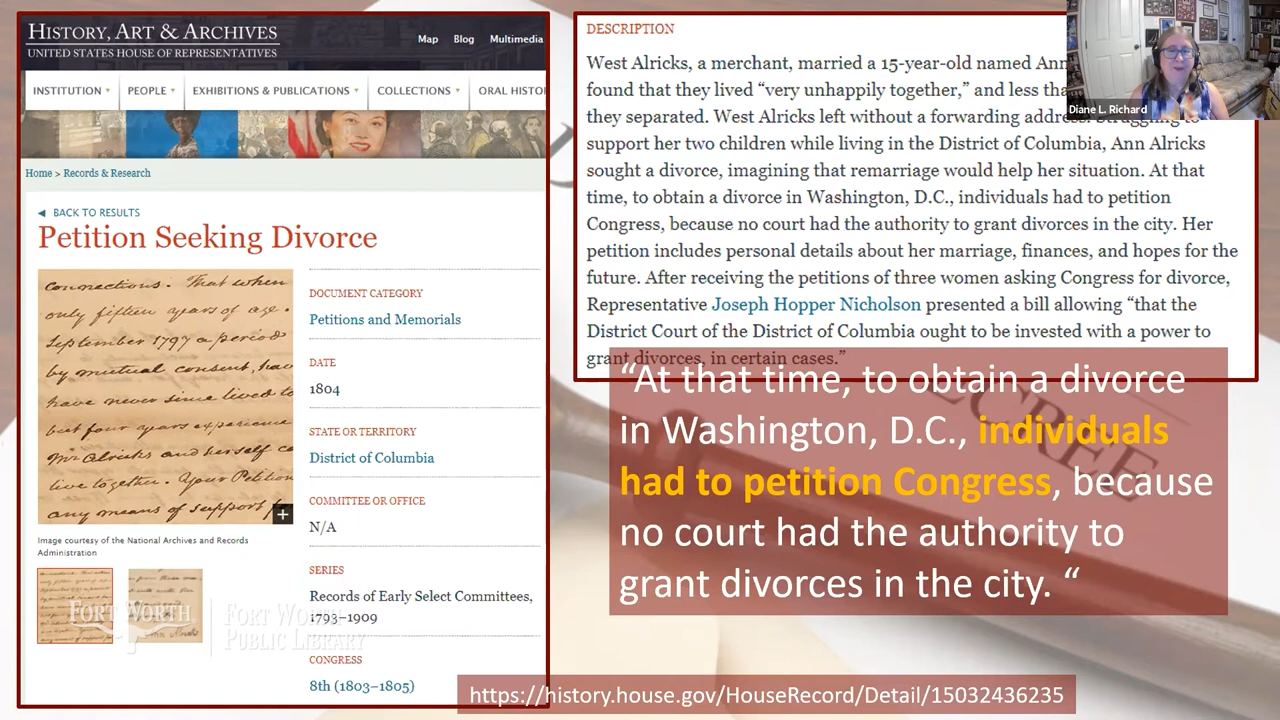 HISTORY, ART & ARCHIVES
UNITED STATES HOUSE OF REPRESENTATIVES
Map Blog Multimedia
INSTITUTION PEOPLE EXHIBITIONS & PUBLICATIONS COLLECTIONS ORAL HISTO
Home > Records & Research
BACK TO RESULTS
Petition Seeking Divorce
connections. That when
only fifteen years of age.
September 1797 a period
by mutual consent, have
have never since lived to
but four years experience
Mr. Alricks and herself ca
live together. Your Petition
any means of support
Image courtesy of the National Archives and Records
Administration
DOCUMENT CATEGORY
Petitions and Memorials
DATE
1804
STATE OR TERRITORY
District of Columbia
COMMITTEE OR OFFICE
N/A
SERIES
Records of Early Select Committees,
1793–1909
CONGRESS
8th (1803–1805)
FORT WORTH
FORT WORTH
PUBLIC LIBRARY
DESCRIPTION
West Alricks, a merchant, married a 15-year-old named Ann
found that they lived “very unhappily together,” and less tha
they separated. West Alricks left without a forwarding address. Struggling to
support her two children while living in the District of Columbia, Ann Alricks
sought a divorce, imagining that remarriage would help her situation. At that
time, to obtain a divorce in Washington, D.C., individuals had to petition
Congress, because no court had the authority to grant divorces in the city. Her
petition includes personal details about her marriage, finances, and hopes for the
future. After receiving the petitions of three women asking Congress for divorce,
Representative Joseph Hopper Nicholson presented a bill allowing “that the
District Court of the District of Columbia ought to be invested with a power to
grant divorces, in certain cases.”
Diane L. Richard
“At that time, to obtain a divorce
in Washington, D.C., individuals
had to petition Congress, because
no court had the authority to
grant divorces in the city. “
ECREE
https://history.house.gov/HouseRecord/Detail/15032436235